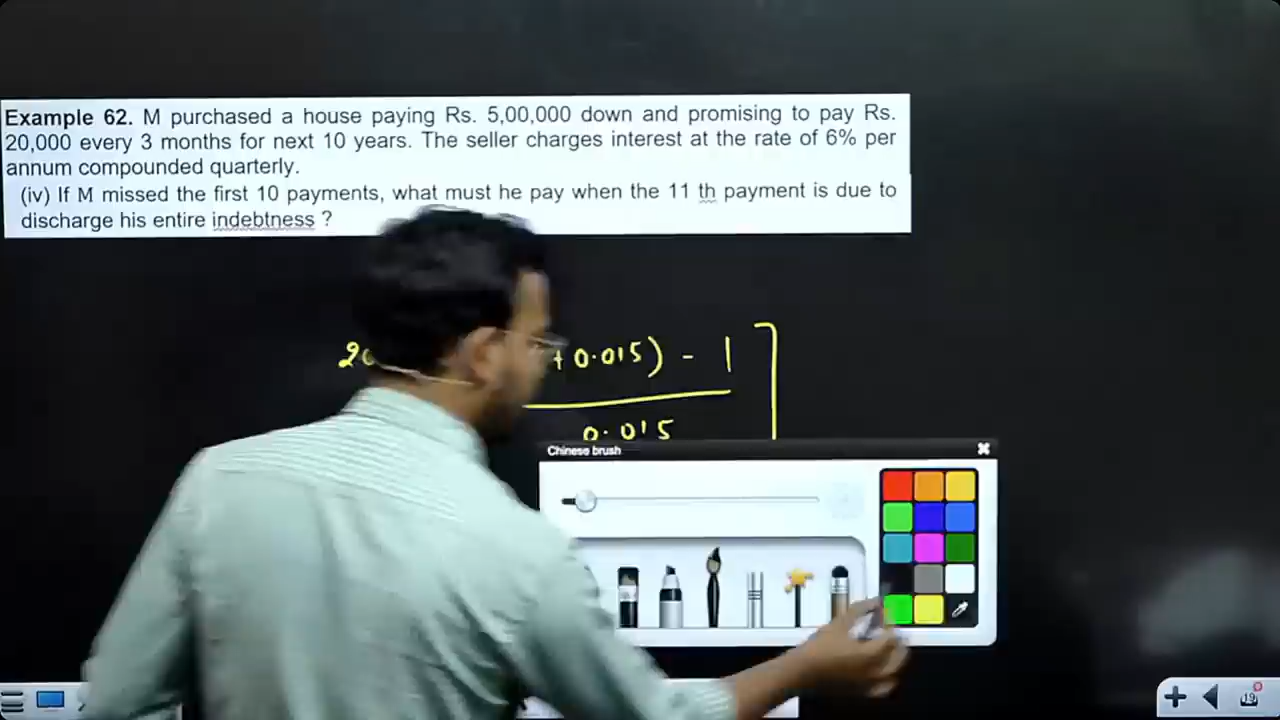 Example 62. M purchased a house paying Rs. 5,00,000 down and promising to pay Rs.
20,000 every 3 months for next 10 years. The seller charges interest at the rate of 6% per
annum compounded quarterly.
(iv) If M missed the first 10 payments, what must he pay when the 11 th payment is due to
discharge his entire indebtness ?
+ 0.015) - 1
0.015
Chinese brush